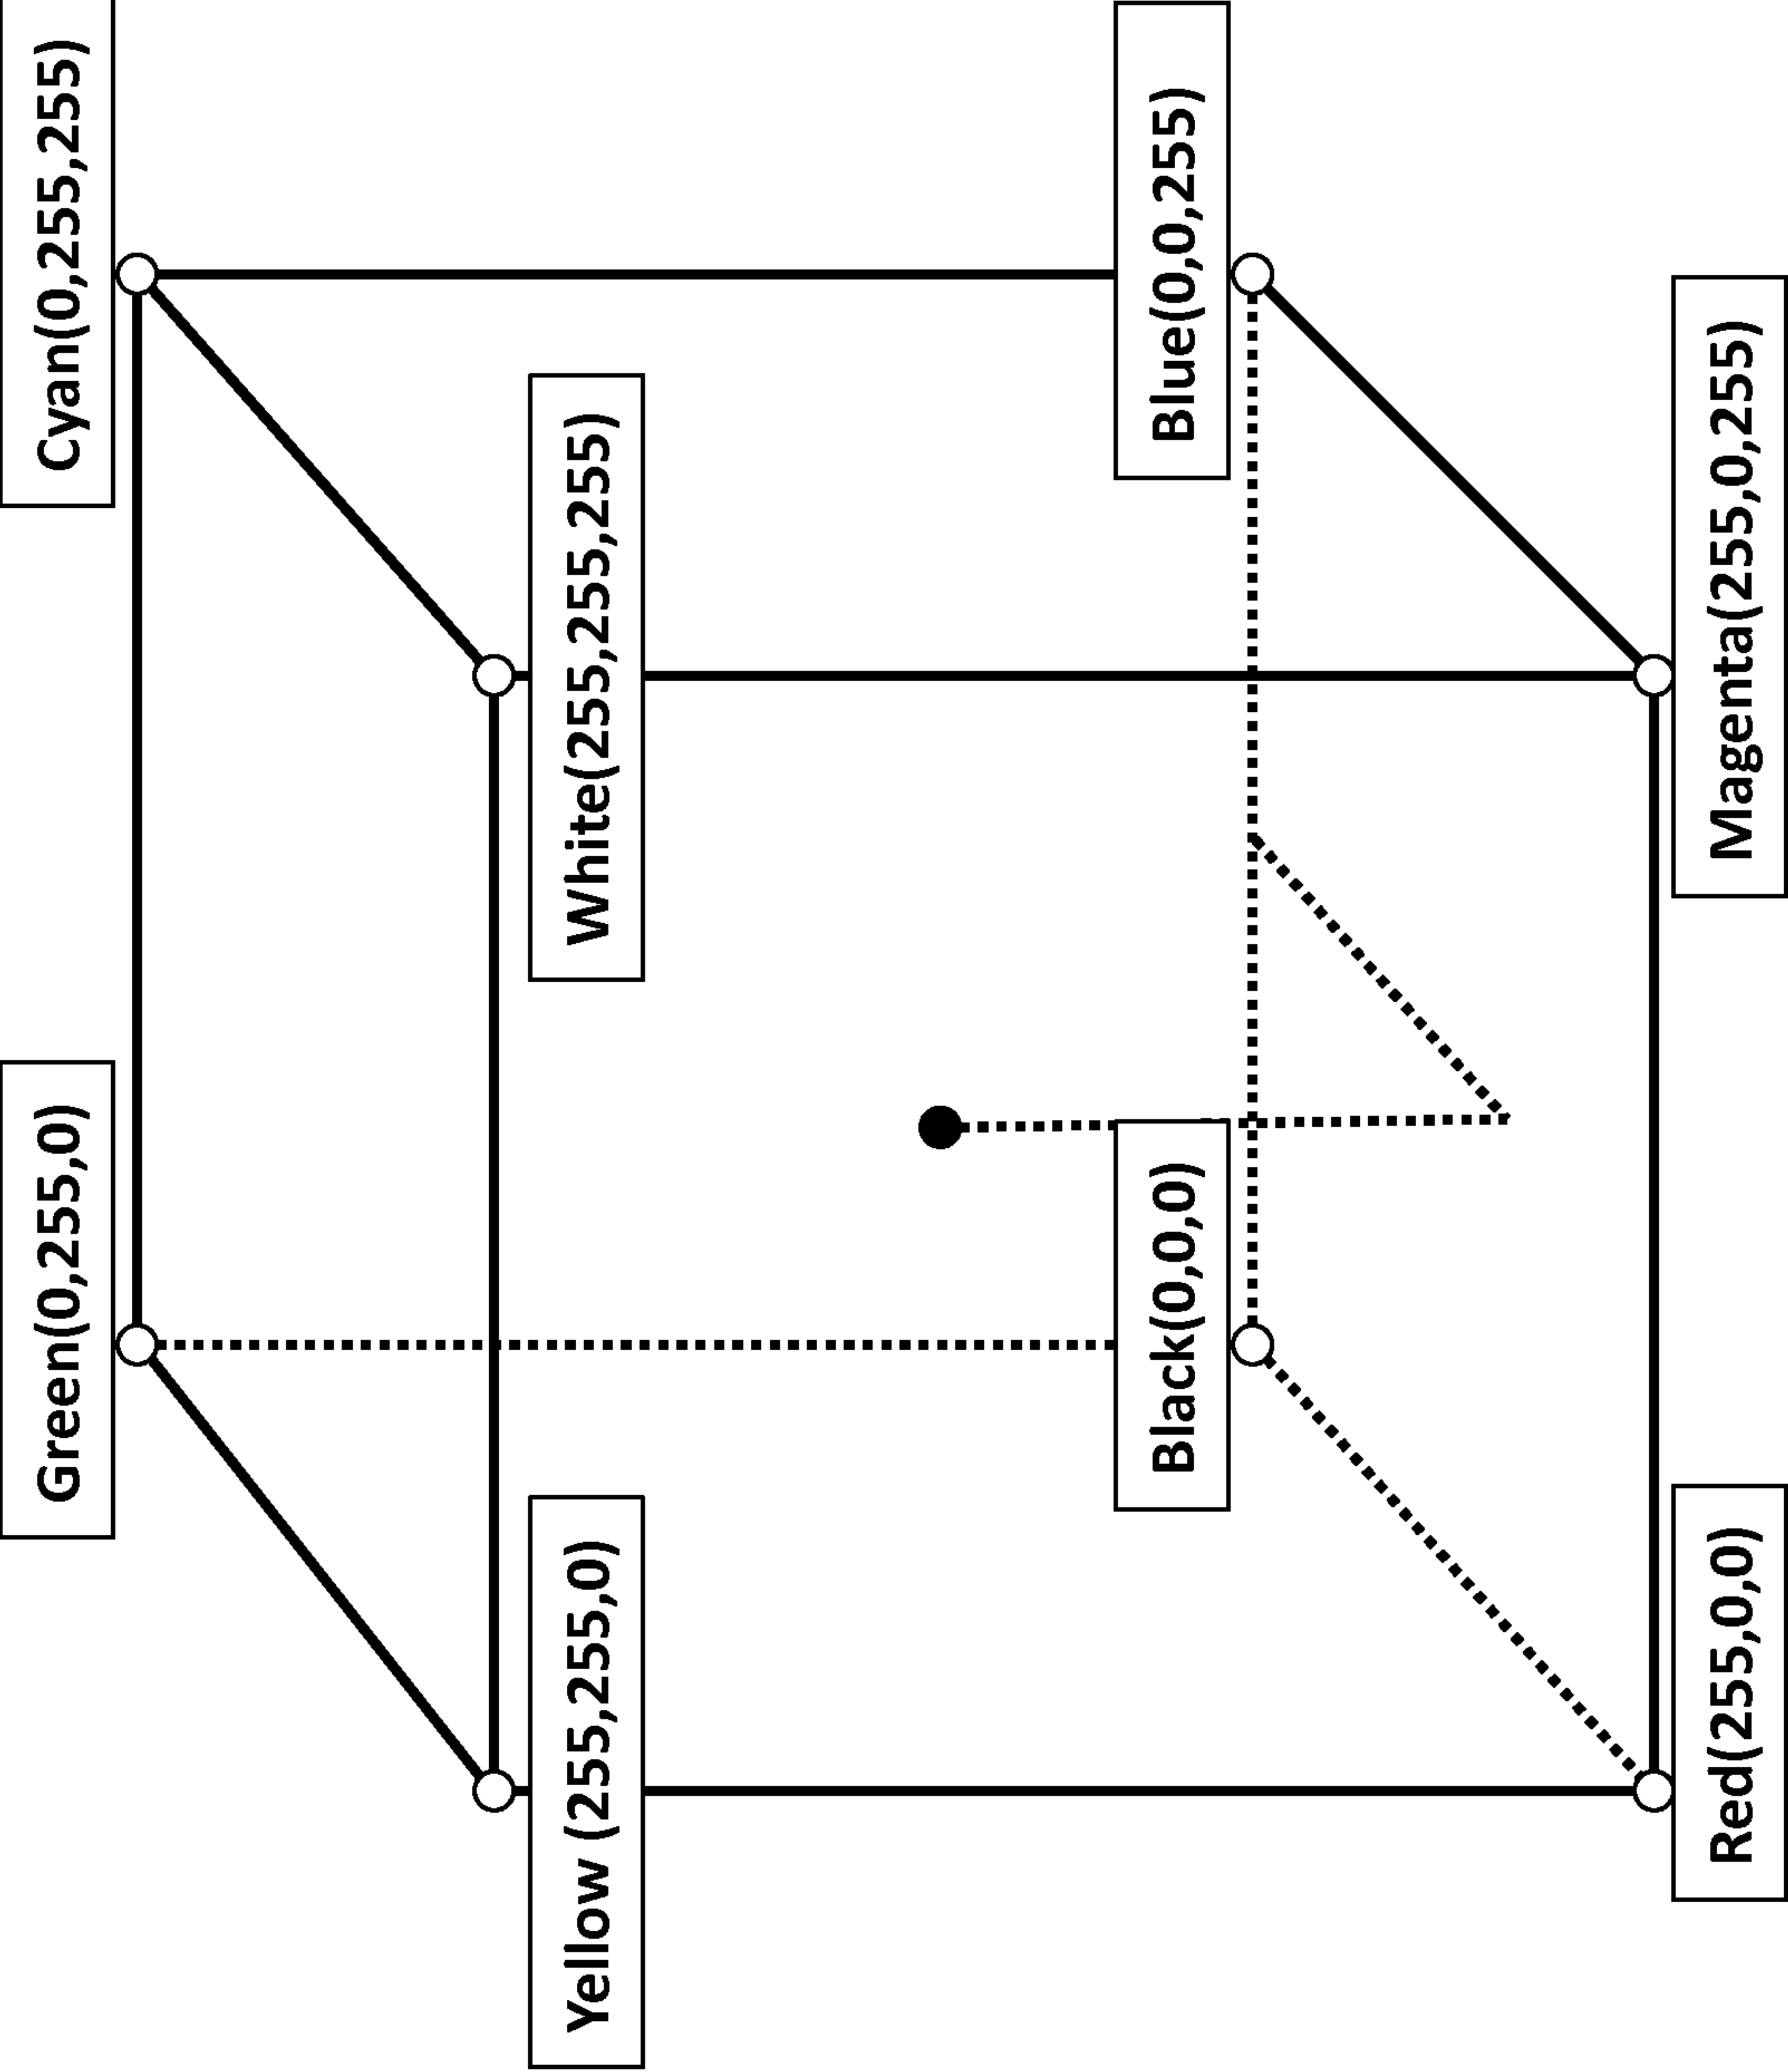 Cyan(0,255,255)
Green(0,255,0)
White(255,255,255)
Yellow (255,255,0)
Blue(0,0,255)
Black(0,0,0)
Magenta(255,0,255)
Red(255,0,0)